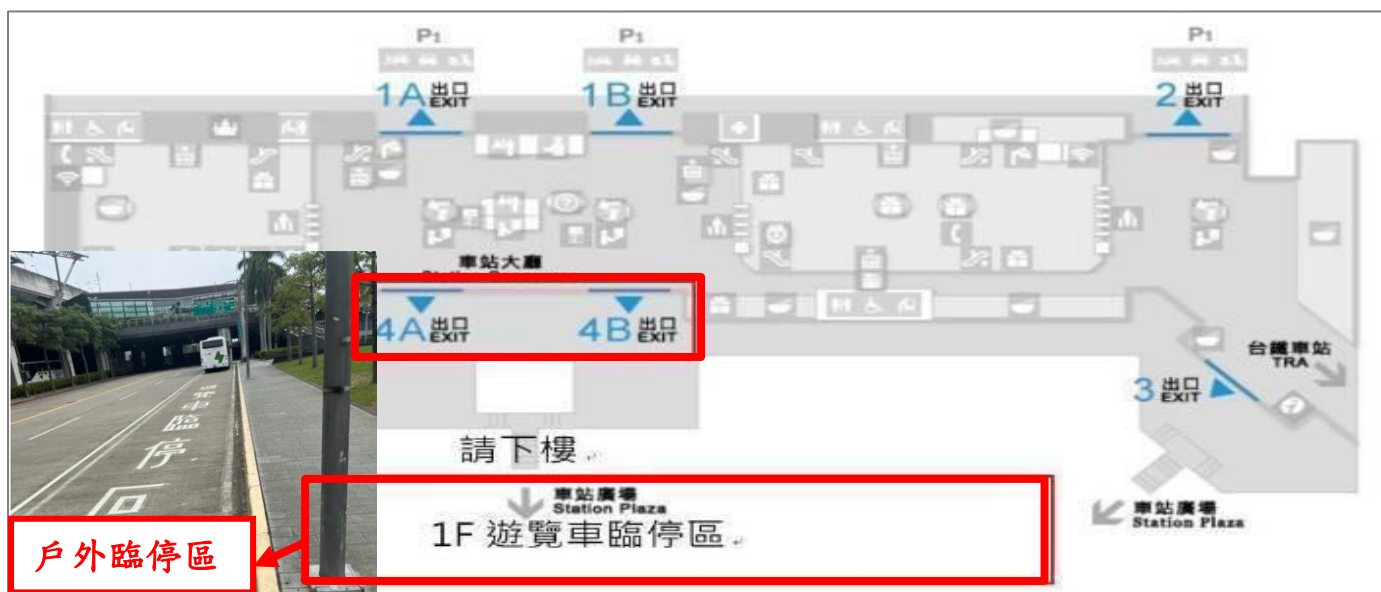 P1
P1
P1
1A 出口 EXIT
1B 出口 EXIT
2 出口 EXIT
車站大廳
4A 出口 EXIT
4B 出口 EXIT
台鐵車站
TRA
3 出口 EXIT
請下樓
車站廣場
Station Plaza
1F 遊覽車臨停區
車站廣場
Station Plaza
臨停區
戶外臨停區